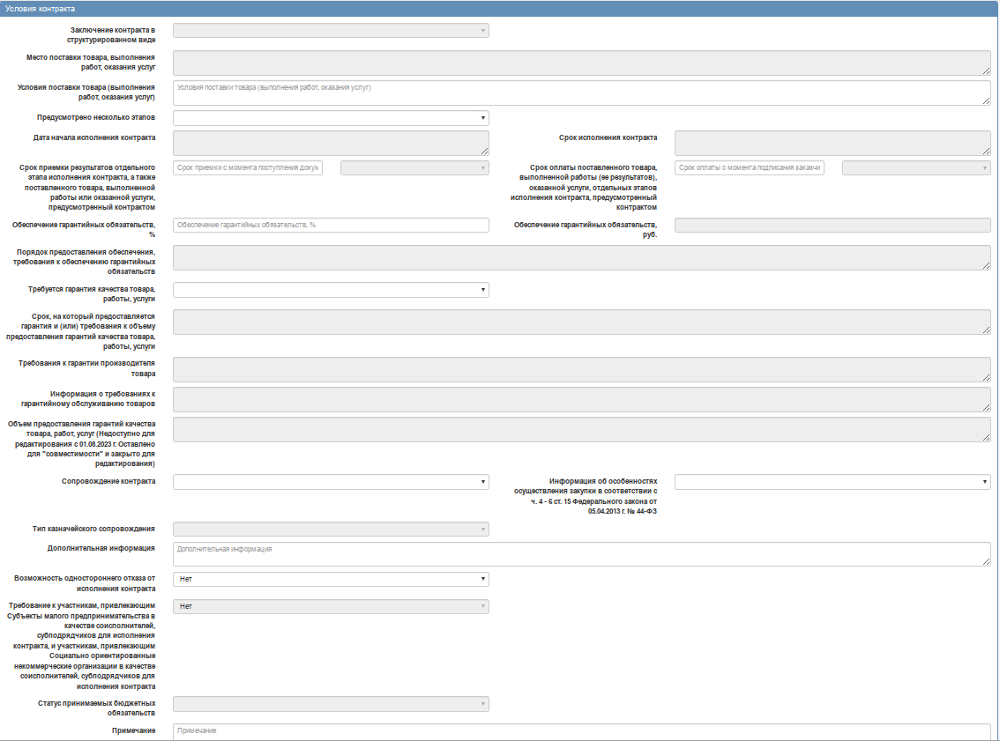 Условия контракта
Заключение контракта в
структурированном виде
Место поставки товара, выполнения
работ, оказания услуг
Условия поставки товара (выполнения
работ, оказания услуг)
Условия поставки товара (выполнения работ, оказания услуг)
Предусмотрено несколько этапов
Дата начала исполнения контракта
Срок исполнения контракта
Срок приемки результатов отдельного
этапа исполнения контракта, а также
поставленного товара, выполненной
работы или оказанной услуги,
предусмотренный контрактом
Срок приемки с момента поступления докум
Срок оплаты поставленного товара,
выполненной работы (ее результатов),
оказанной услуги, отдельных этапов
исполнения контракта, предусмотренный
контрактом
Срок оплаты с момента подписания заказчи
Обеспечение гарантийных обязательств,
%
Обеспечение гарантийных обязательств, %
Обеспечение гарантийных обязательств,
руб.
Порядок предоставления обеспечения,
требования к обеспечению гарантийных
обязательств
Требуется гарантия качества товара,
работы, услуги
Срок, на который предоставляется
гарантия и (или) требования к объему
предоставления гарантий качества товара,
работы, услуги
Требования к гарантии производителя
товара
Информация о требованиях к
гарантийному обслуживанию товаров
Объем предоставления гарантий качества
товара, работ, услуг (Недоступно для
редактирования с 01.08.2023 г. Оставлено
для "совместимости" и закрыто для
редактирования)
Сопровождение контракта
Информация об особенностях
осуществления закупки в соответствии с
ч. 4 - 6 ст. 15 Федерального закона от
05.04.2013 г. № 44-ФЗ
Тип казначейского сопровождения
Дополнительная информация
Дополнительная информация
Возможность одностороннего отказа от
исполнения контракта
Нет
Требование к участникам, привлекающим
Субъекты малого предпринимательства в
качестве соисполнителей,
субподрядчиков для исполнения
контракта, и участникам, привлекающим
Социально ориентированные
некоммерческие организации в качестве
соисполнителей, субподрядчиков для
исполнения контракта
Нет
Статус принимаемых бюджетных
обязательств
Примечание
Примечание